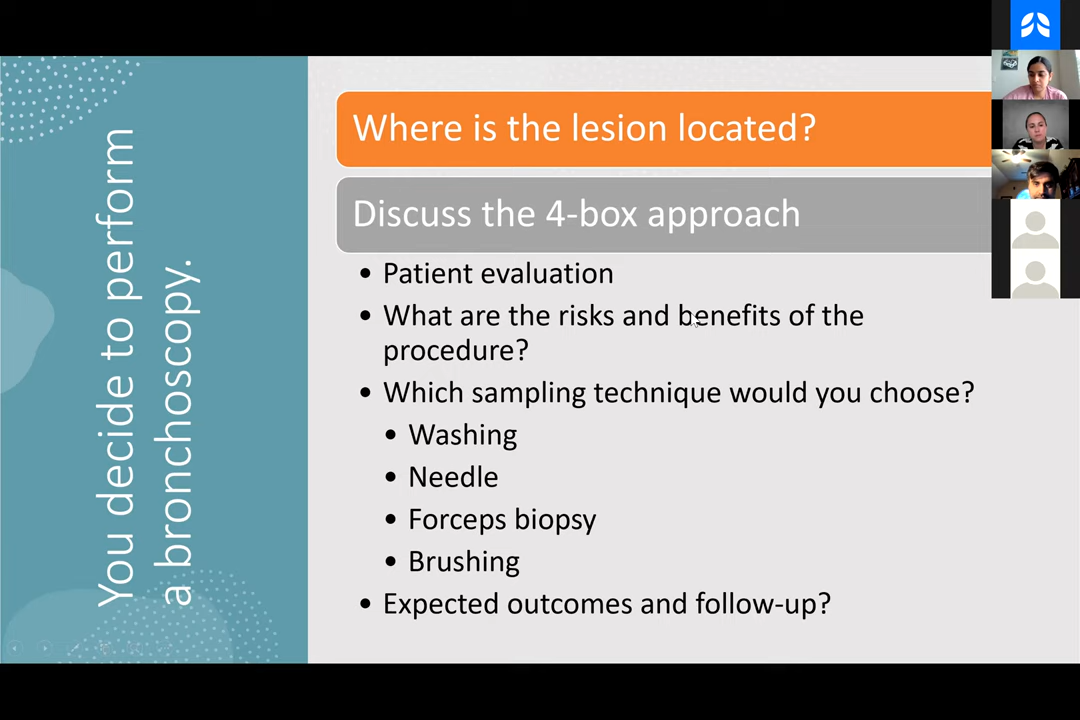 You decide to perform
a bronchoscopy.
Where is the lesion located?
Discuss the 4-box approach
• Patient evaluation
• What are the risks and benefits of the
procedure?
• Which sampling technique would you choose?
• Washing
• Needle
• Forceps biopsy
• Brushing
• Expected outcomes and follow-up?